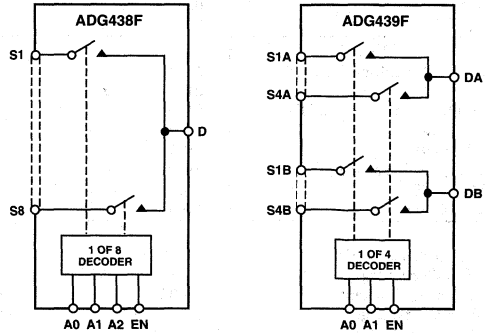 ADG438F
S1
D
S8
1 OF 8
DECODER
A0 A1 A2 EN
ADG439F
S1A
DA
S4A
S1B
DB
S4B
1 OF 4
DECODER
A0 A1 EN